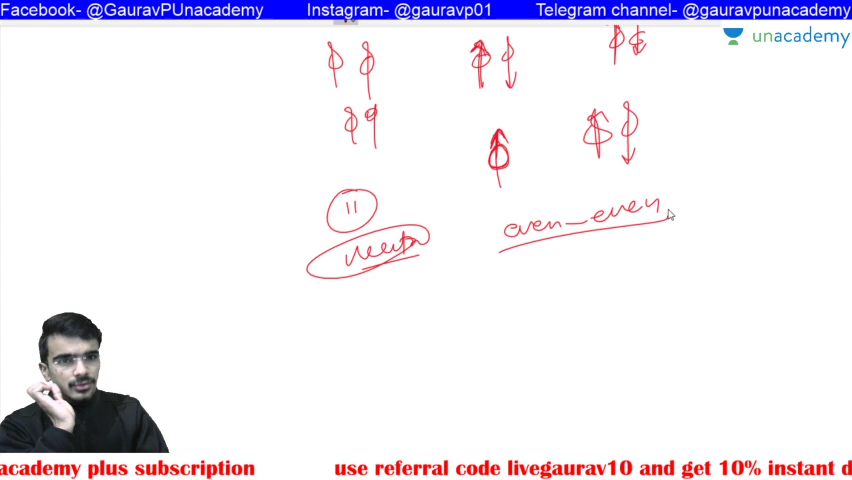 Facebook- @GauravPUnacademy Instagram- @gauravp01 Telegram channel- @gauravpunacademy
unacademy
11
even-even
academy plus subscription use referral code livegaurav10 and get 10% instant d